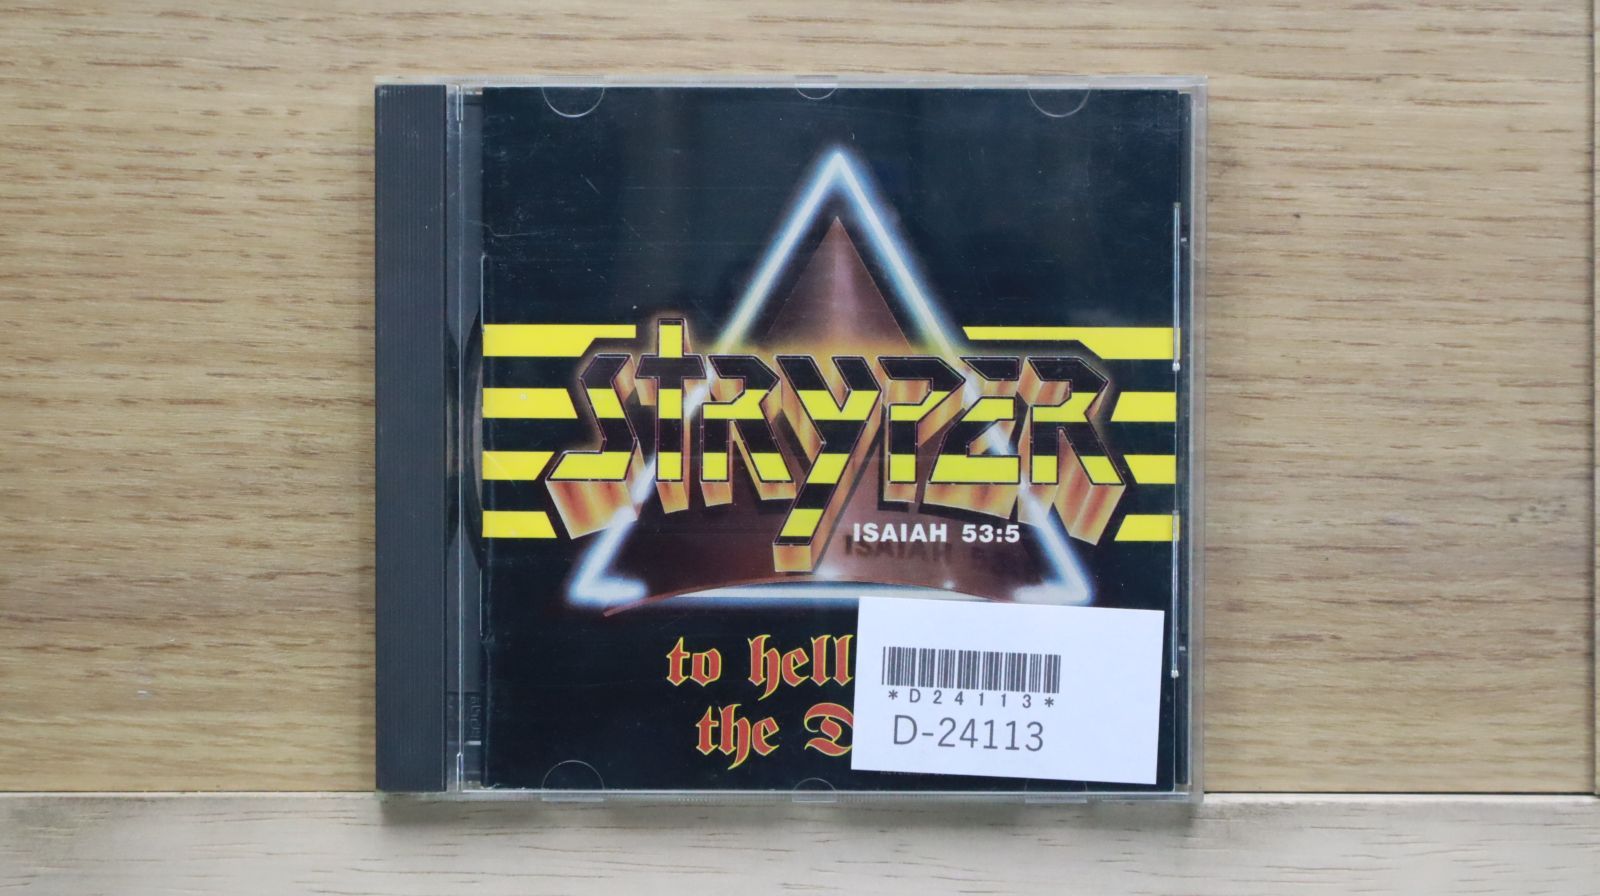 STRYPER
ISAIAH 53:5
to hell
the D
*D24113*
D-24113